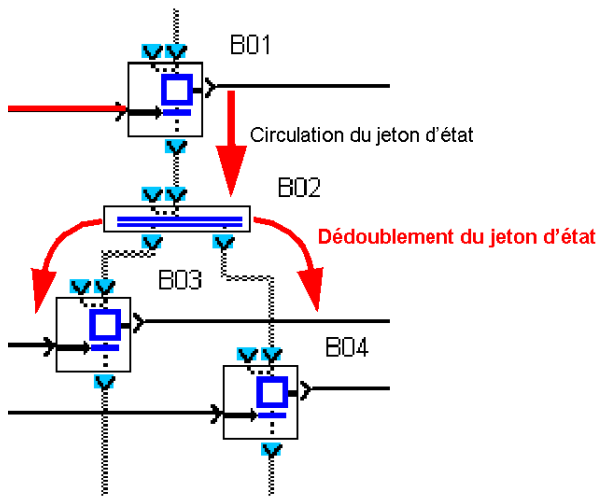 B01
Circulation du jeton d'état
B02
Dédoublement du jeton d'état
B03
B04